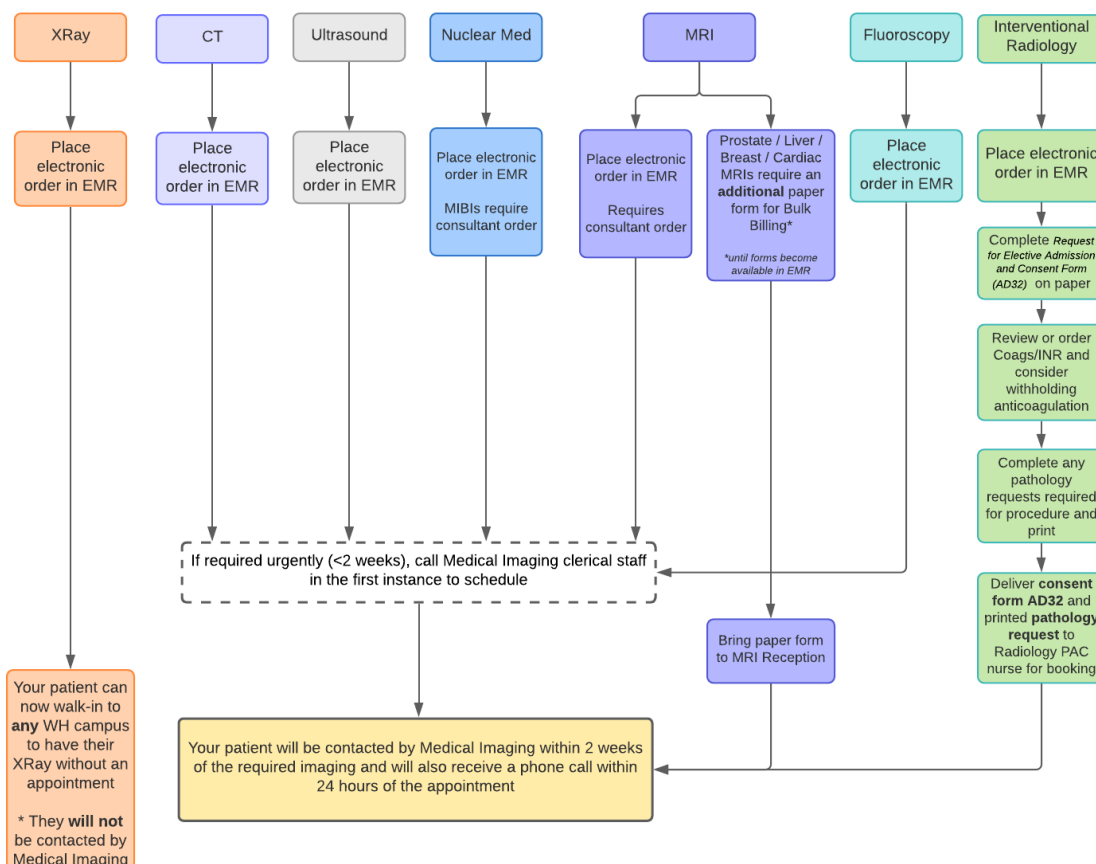 XRay
CT
Ultrasound
Nuclear Med
MRI
Fluoroscopy
Interventional
Radiology
Place
electronic
order in EMR
Place
electronic
order in EMR
Place
electronic
order in EMR
Place electronic
order in EMR
MIBIs require
consultant order
Place electronic
order in EMR
Requires
consultant order
Prostate / Liver /
Breast / Cardiac
MRIs require an
additional paper
form for Bulk
Billing*
*until forms become
available in EMR
Place
electronic
order in EMR
Place electronic
order in EMR
Complete Request
for Elective Admission
and Consent Form
(AD32) on paper
Review or order
Coags/INR and
consider
withholding
anticoagulation
Complete any
pathology
requests required
for procedure and
print
If required urgently (<2 weeks), call Medical Imaging clerical staff
in the first instance to schedule
Deliver consent
form AD32 and
printed pathology
request to
Radiology PAC
nurse for booking
Bring paper form
to MRI Reception
Your patient can
now walk-in to
any WH campus
to have their
XRay without an
appointment
* They will not
be contacted by
Medical Imaging
Your patient will be contacted by Medical Imaging within 2 weeks
of the required imaging and will also receive a phone call within
24 hours of the appointment